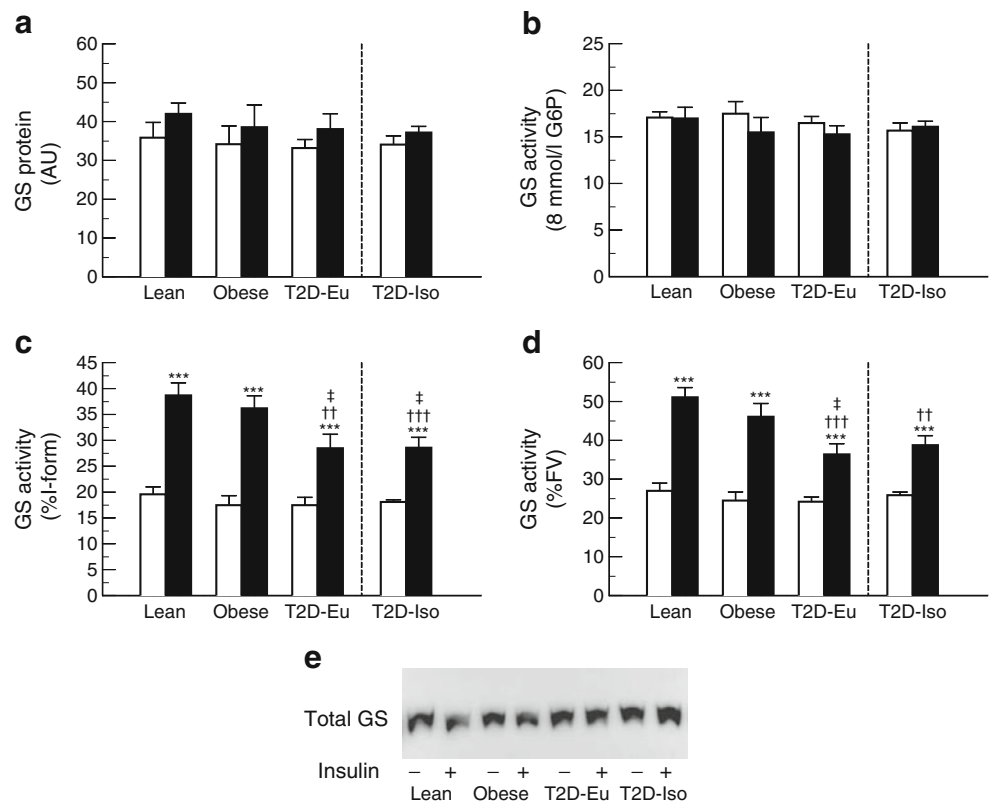 a
GS protein
(AU)
60
50
40
30
20
10
0
Lean Obese T2D-Eu T2D-Iso
b
GS activity
(8 mmol/l G6P)
25
20
15
10
5
0
Lean Obese T2D-Eu T2D-Iso
c
GS activity
(%I-form)
45
40
35
30
25
20
15
10
5
0
***
***
‡
††
***
‡
†††
***
Lean Obese T2D-Eu T2D-Iso
d
GS activity
(%FV)
60
50
40
30
20
10
0
***
***
‡
†††
***
††
***
Lean Obese T2D-Eu T2D-Iso
e
Total GS
Insulin − + − + − + − +
Lean Obese T2D-Eu T2D-Iso